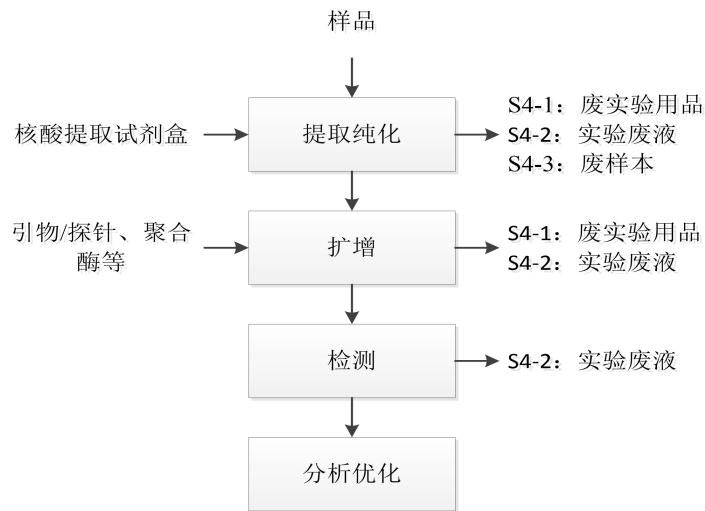 样品
核酸提取试剂盒
提取纯化
S4-1：废实验用品
S4-2：实验废液
S4-3：废样本
引物/探针、聚合
酶等
扩增
S4-1：废实验用品
S4-2：实验废液
检测
S4-2：实验废液
分析优化